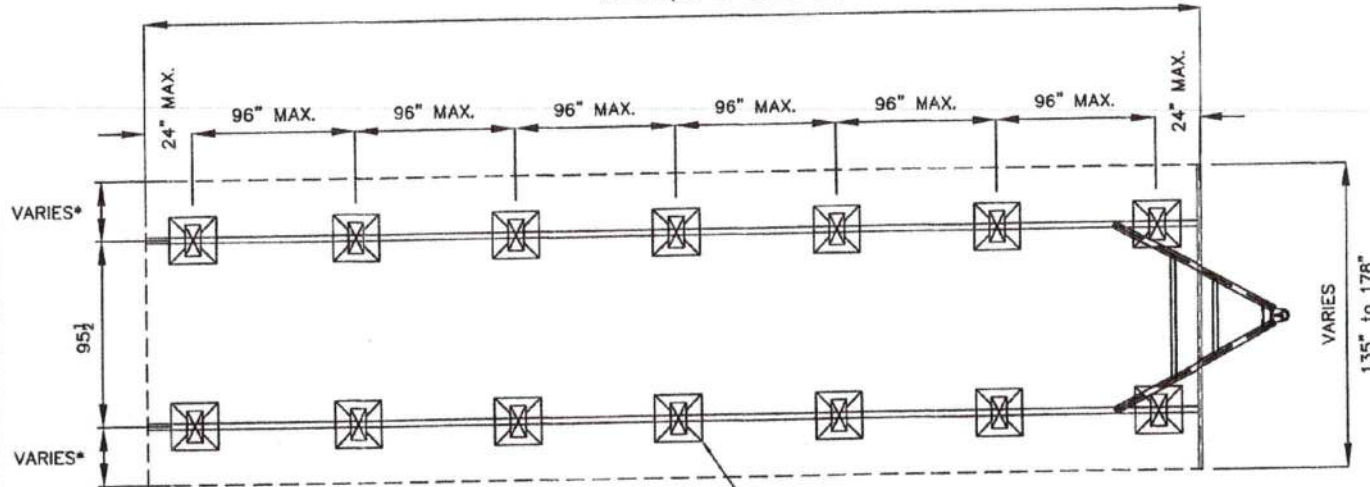 24" MAX.
96" MAX.
96" MAX.
96" MAX.
96" MAX.
96" MAX.
96" MAX.
24" MAX.
VARIES*
95½
VARIES*
VARIES
135" to 178"